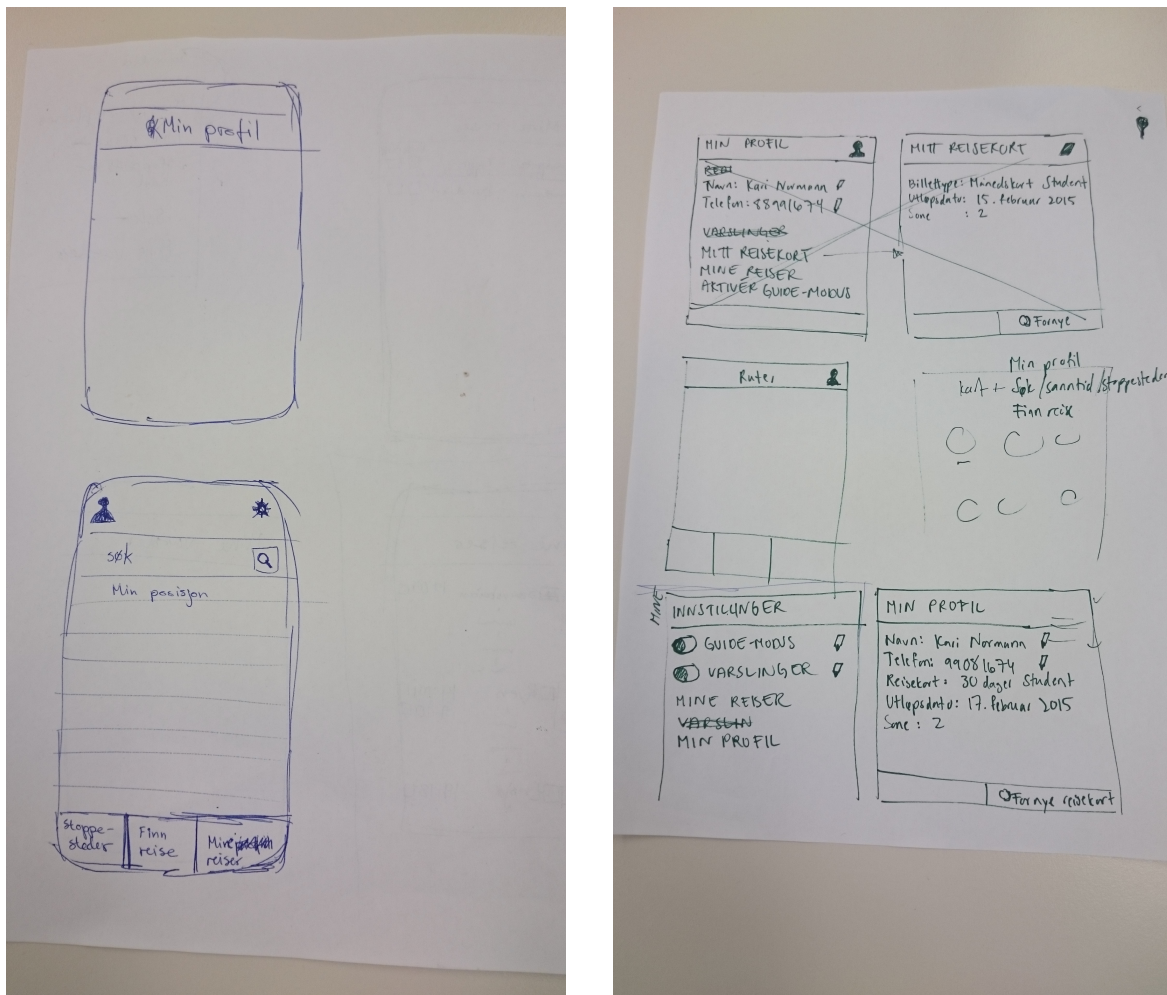 Min profil
søk
Min posisjon
Stoppe-
steder
Finn
reise
Mine
reiser
MIN PROFIL
Navn: Kari Normann
Telefon: 88991674
VARSLINGER
MITT REISEKORT
MINE REISER
AKTIVÉR GUIDE-MODUS
MITT REISEKORT
Billettype: Månedskort Student
Utløpsdato: 15. februar 2015
Sone : 2
Fornye
Ruter
Min profil
kart + Søk/sanntid/stoppesteder
Finn reise
MINE
INNSTILLINGER
GUIDE-MODUS
VARSLINGER
MINE REISER
VARSLIN
MIN PROFIL
MIN PROFIL
Navn: Kari Normann
Telefon: 99081674
Reisekort: 30 dager Student
Utløpsdato: 17. februar 2015
Sone : 2
Fornye reisekort